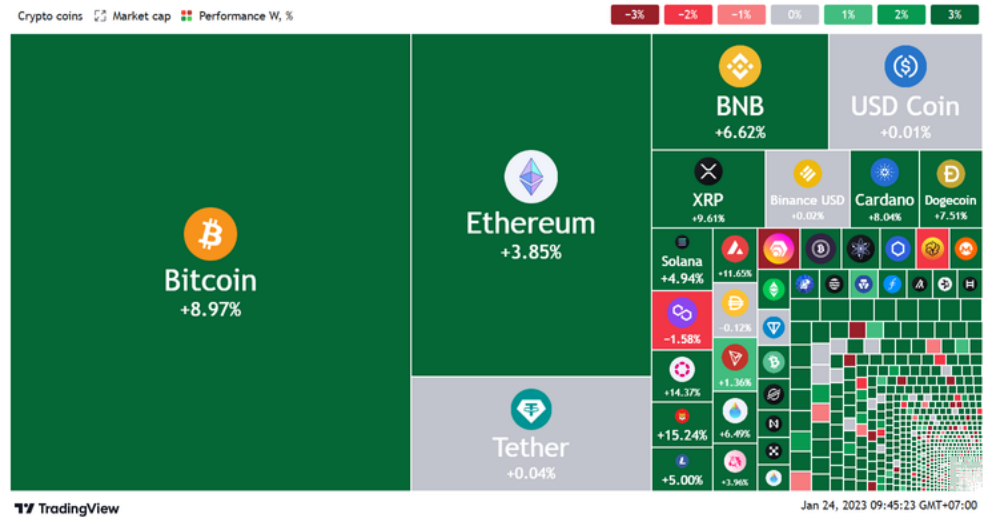 Crypto coins Market cap Performance W, %
−3% −2% −1% 0% 1% 2% 3%
Bitcoin
+8.97%
Ethereum
+3.85%
Tether
+0.04%
BNB
+6.62%
USD Coin
+0.01%
XRP
+9.61%
Binance USD
+0.02%
Cardano
+8.04%
Dogecoin
+7.51%
Solana
+4.94%
+11.65%
−1.58%
−0.12%
+14.37%
+1.36%
+15.24%
+6.49%
+5.00%
+3.96%
TradingView
Jan 24, 2023 09:45:23 GMT+07:00